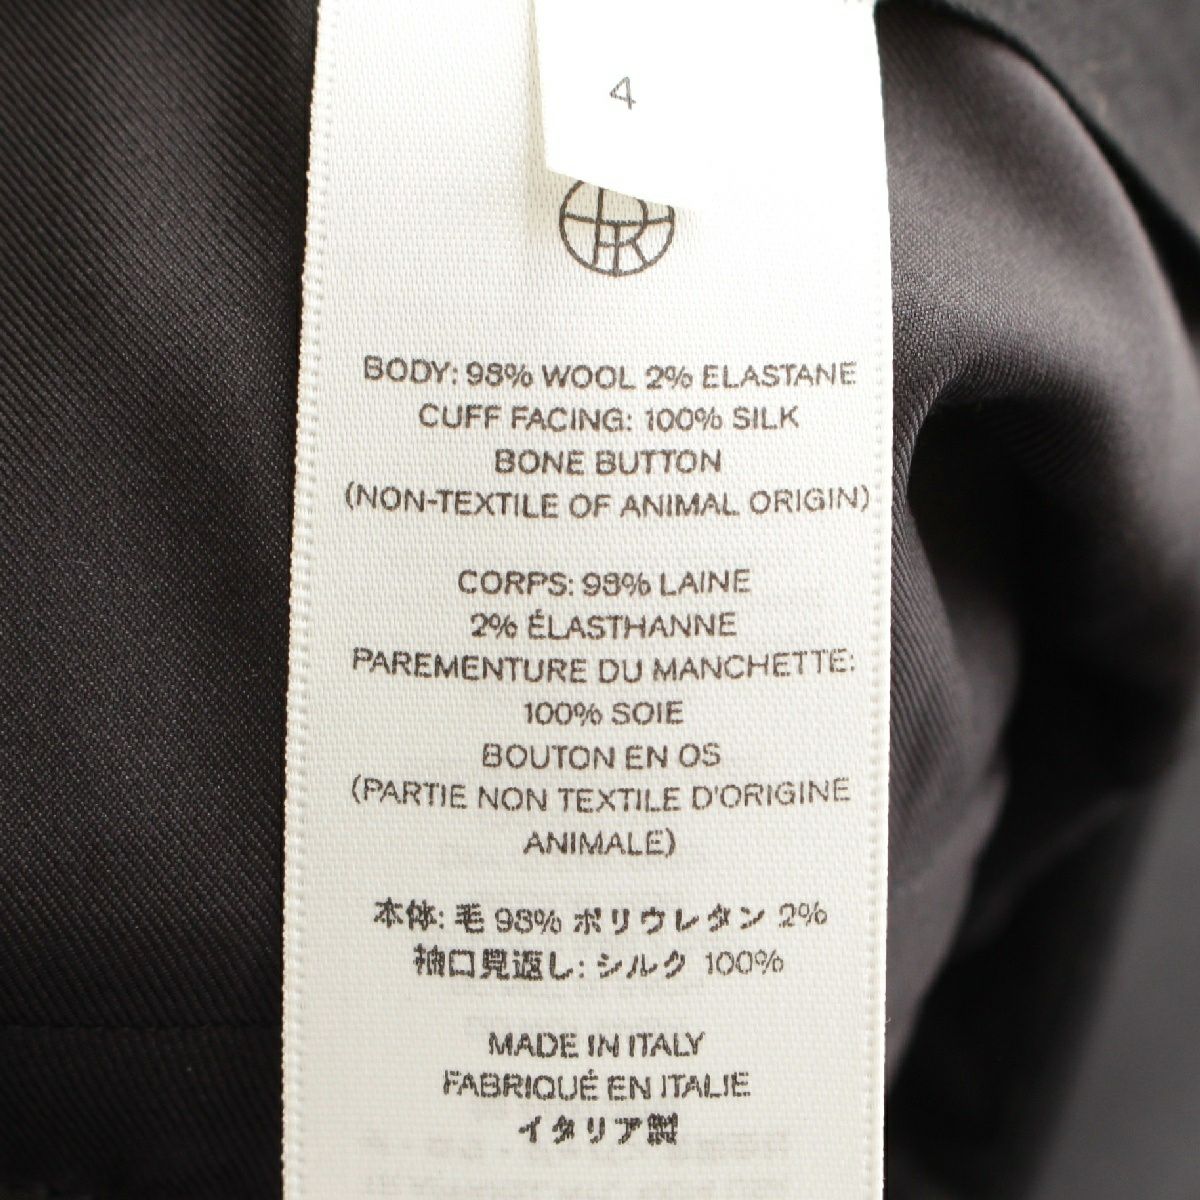 4
BODY: 98% WOOL 2% ELASTANE
CUFF FACING: 100% SILK
BONE BUTTON
(NON-TEXTILE OF ANIMAL ORIGIN)
CORPS: 98% LAINE
2% ÉLASTHANNE
PAREMENTURE DU MANCHETTE:
100% SOIE
BOUTON EN OS
(PARTIE NON TEXTILE D'ORIGINE
ANIMALE)
本体: 毛 98% ポリウレタン 2%
袖口見返し: シルク 100%
MADE IN ITALY
FABRIQUÉ EN ITALIE
イタリア製